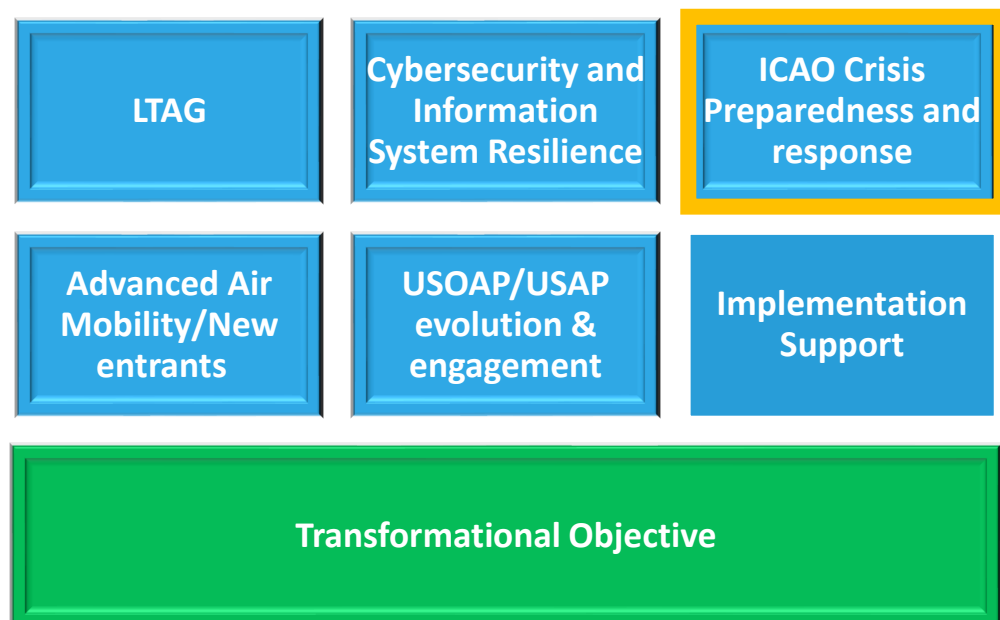 LTAG
Cybersecurity and
Information
System Resilience
ICAO Crisis
Preparedness and
response
Advanced Air
Mobility/New
entrants
USOAP/USAP
evolution &
engagement
Implementation
Support
Transformational Objective